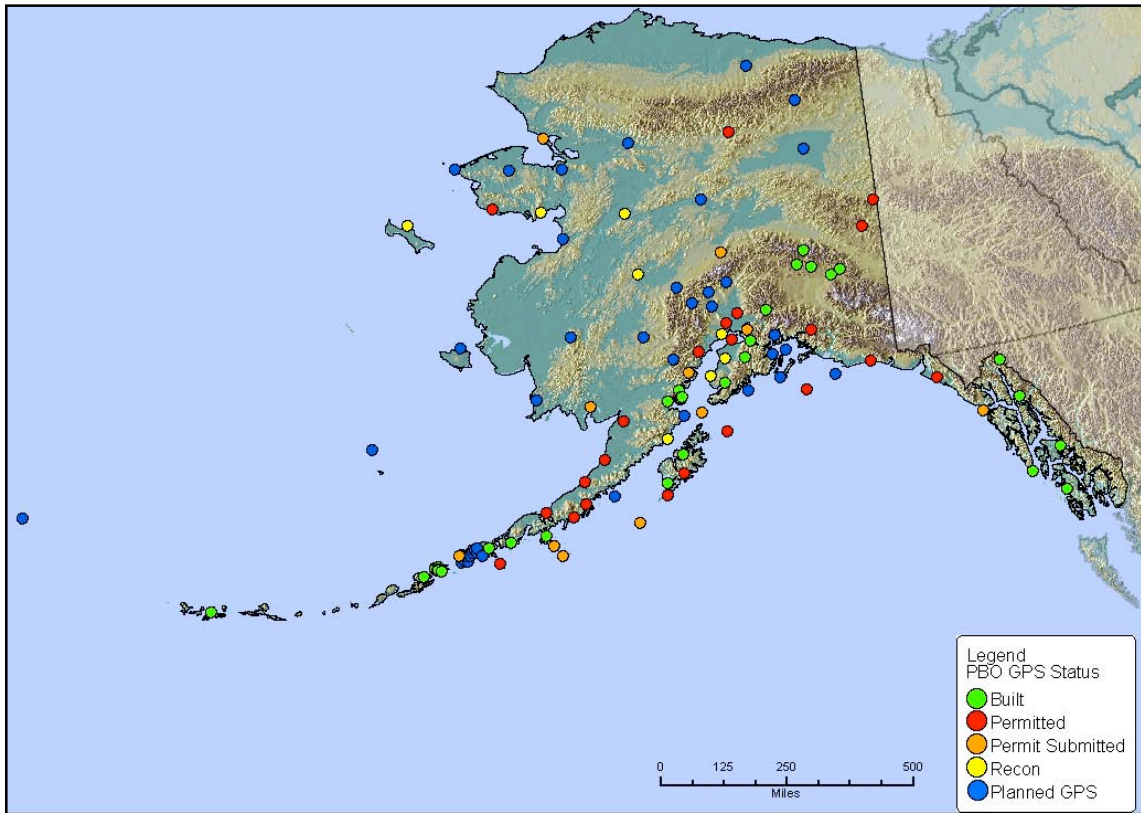 Legend
PBO GPS Status
Built
Permitted
Permit Submitted
Recon
Planned GPS
0 125 250 500
Miles